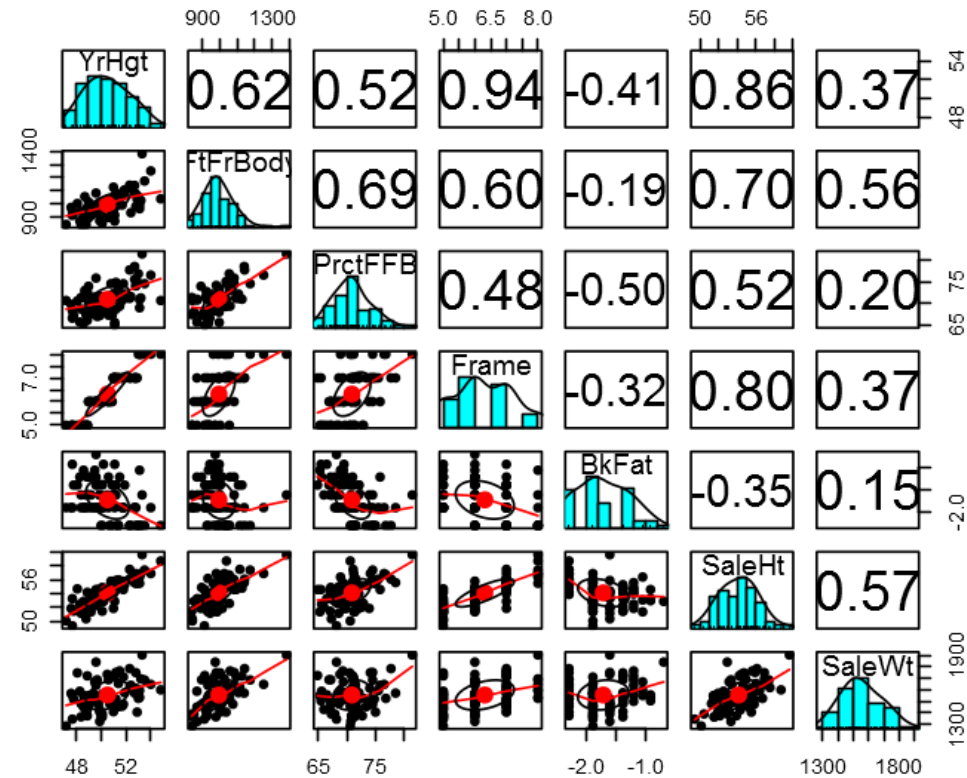 900 1300 5.0 6.5 8.0 50 56
YrHgt 0.62 0.52 0.94 -0.41 0.86 0.37 48 54
900 1400 FtFrBody 0.69 0.60 -0.19 0.70 0.56
PrctFFB 0.48 -0.50 0.52 0.20 65 75
5.0 7.0 Frame -0.32 0.80 0.37
BkFat -0.35 0.15 -2.0
50 56 SaleHt 0.57
SaleWt 1300 1900
48 52 65 75 -2.0 -1.0 1300 1800